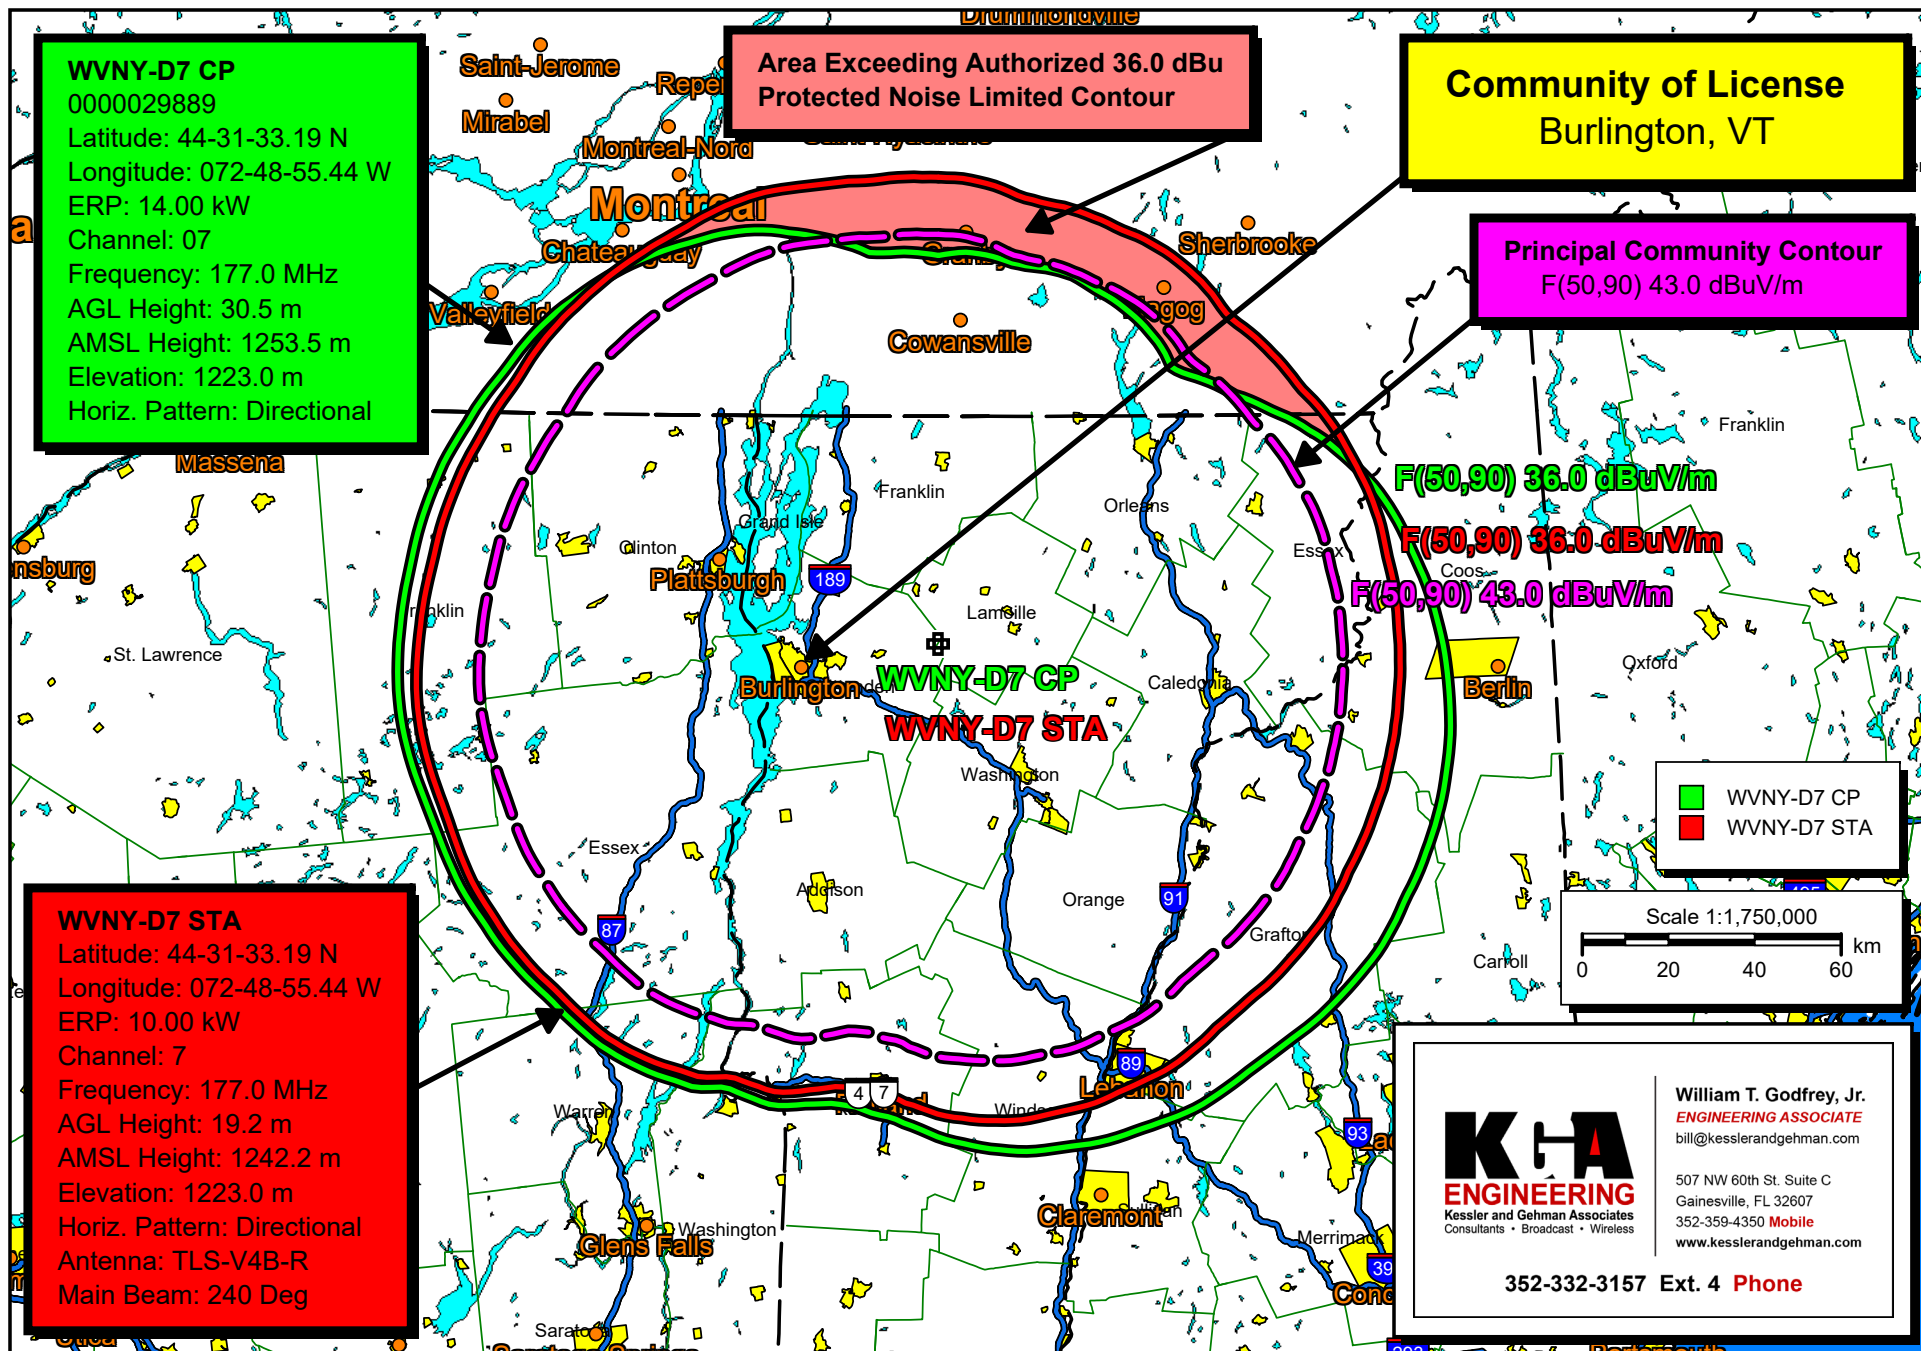 Drummondville
WVNY-D7 CP
0000029889
Latitude: 44-31-33.19 N
Longitude: 072-48-55.44 W
ERP: 14.00 kW
Channel: 07
Frequency: 177.0 MHz
AGL Height: 30.5 m
AMSL Height: 1253.5 m
Elevation: 1223.0 m
Horiz. Pattern: Directional
Area Exceeding Authorized 36.0 dBu
Protected Noise Limited Contour
Community of License
Burlington, VT
Principal Community Contour
F(50,90) 43.0 dBuV/m
Saint-Jerome
Mirabel
Montreal-Nord
Montreal
Chateauguay
Sherbrooke
Granby
Valleyfield
Cowansville
Massena
Franklin
Franklin
F(50,90) 36.0 dBuV/m
Orleans
Grand Isle
F(50,90) 36.0 dBuV/m
Clinton
Essex
Plattsburgh
189
Coos
F(50,90) 43.0 dBuV/m
Lamoille
St. Lawrence
Oxford
Burlington
WVNY-D7 CP
Caledonia
Berlin
WVNY-D7 STA
Washington
WVNY-D7 CP
WVNY-D7 STA
Essex
Addison
Orange
91
87
Grafton
Carroll
Scale 1:1,750,000
0 20 40 60 km
WVNY-D7 STA
Latitude: 44-31-33.19 N
Longitude: 072-48-55.44 W
ERP: 10.00 kW
Channel: 7
Frequency: 177.0 MHz
AGL Height: 19.2 m
AMSL Height: 1242.2 m
Elevation: 1223.0 m
Horiz. Pattern: Directional
Antenna: TLS-V4B-R
Main Beam: 240 Deg
89
Lebanon
4
7
Warren
93
Claremont
Washington
Glens Falls
Merrimack
Saratoga
KGA
ENGINEERING
Kessler and Gehman Associates
Consultants • Broadcast • Wireless
William T. Godfrey, Jr.
ENGINEERING ASSOCIATE
bill@kesslerandgehman.com
507 NW 60th St. Suite C
Gainesville, FL 32607
352-359-4350 Mobile
www.kesslerandgehman.com
352-332-3157 Ext. 4 Phone